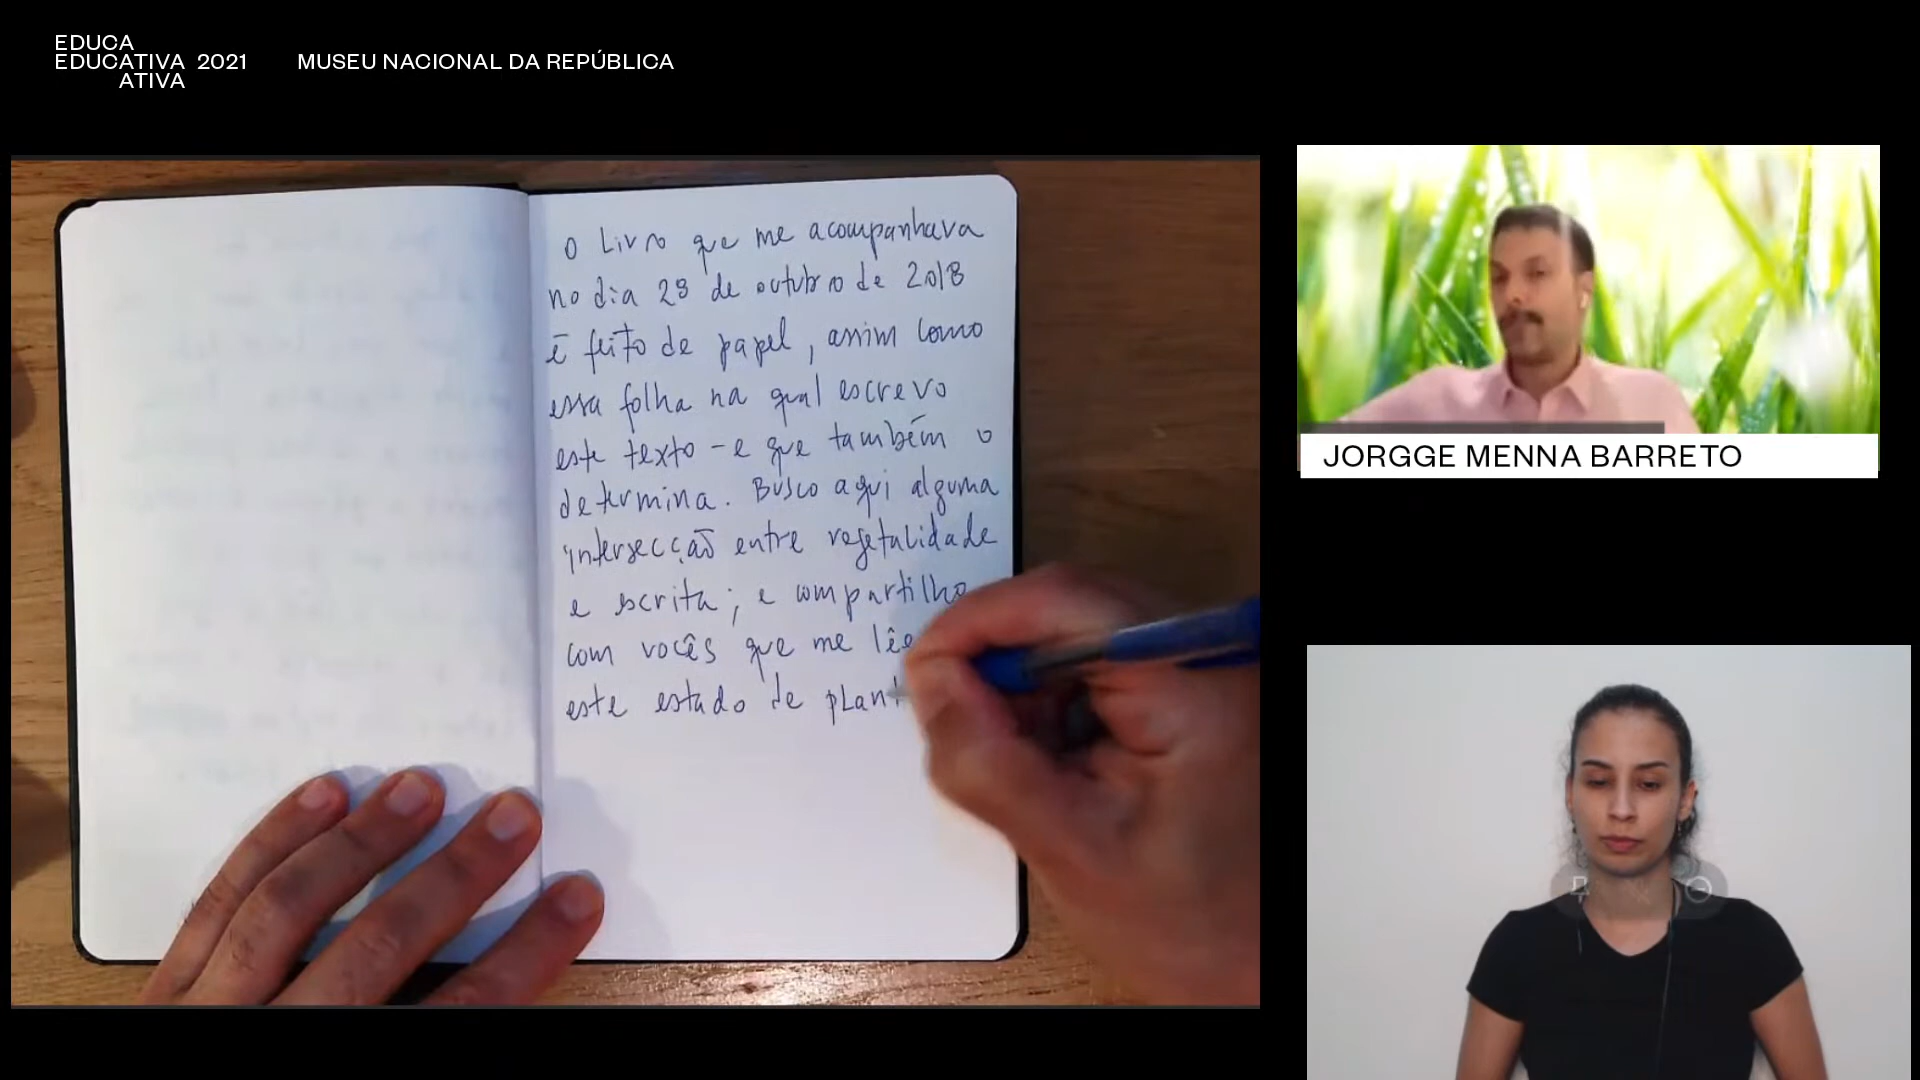 EDUCA
EDUCATIVA 2021
ATIVA
MUSEU NACIONAL DA REPÚBLICA
O Livro que me acompanhava
no dia 28 de outubro de 2018
é feito de papel, assim como
essa folha na qual escrevo
este texto - e que também o
determina. Busco aqui alguma
intersecção entre vegetalidade
e escrita; e compartilho
com vocês que me lêe
este estado de plant
JORGGE MENNA BARRETO